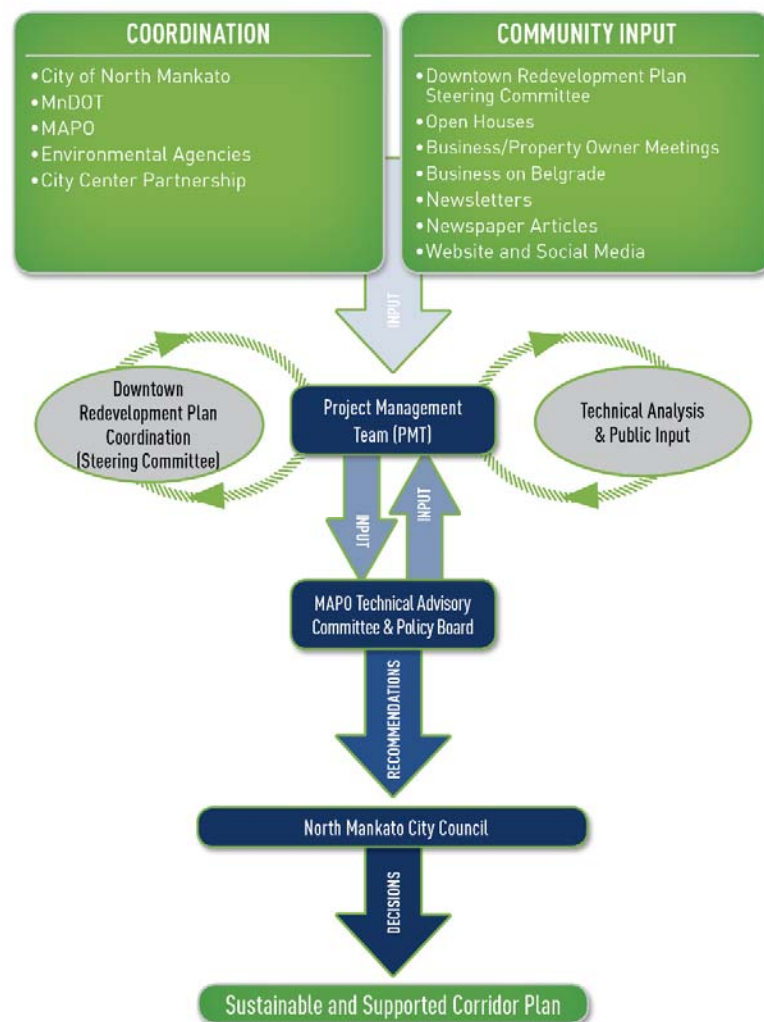 COORDINATION
•City of North Mankato
•MnDOT
•MAPO
•Environmental Agencies
•City Center Partnership
COMMUNITY INPUT
•Downtown Redevelopment Plan
Steering Committee
•Open Houses
•Business/Property Owner Meetings
•Business on Belgrade
•Newsletters
•Newspaper Articles
•Website and Social Media
INPUT
Downtown
Redevelopment Plan
Coordination
(Steering Committee)
Project Management
Team (PMT)
Technical Analysis
& Public Input
INPUT
INPUT
MAPO Technical Advisory
Committee & Policy Board
RECOMMENDATIONS
North Mankato City Council
DECISIONS
Sustainable and Supported Corridor Plan